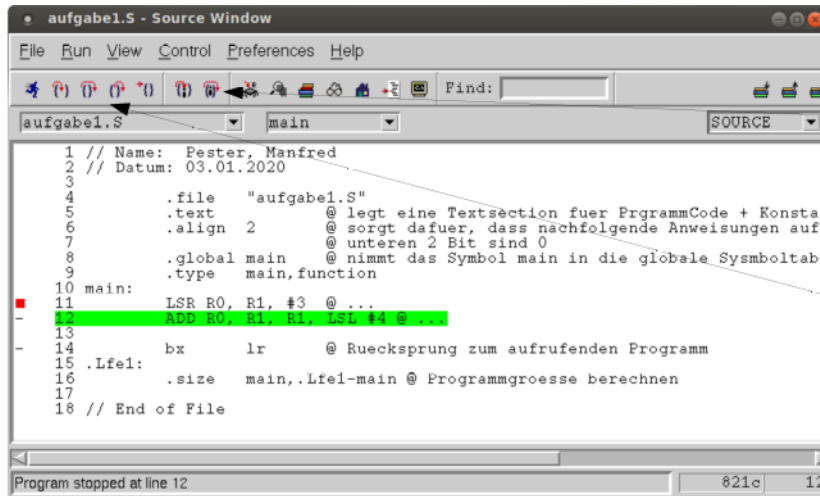 aufgabe1.S - Source Window
File Run View Control Preferences Help
Find:
aufgabe1.S main SOURCE
1 // Name: Pester, Manfred
2 // Datum: 03.01.2020
3
4 .file "aufgabe1.S"
5 .text @ legt eine Textsection fuer PrgrammCode + Konsta
6 .align 2 @ sorgt dafuer, dass nachfolgende Anweisungen auf
7 @ unteren 2 Bit sind 0
8 .global main @ nimmt das Symbol main in die globale Sysmboltab
9 .type main,function
10 main:
11 LSR R0, R1, #3 @ ...
12 ADD R0, R1, R1, LSL #4 @ ...
13
14 bx lr @ Ruecksprung zum aufrufenden Programm
15 .Lfe1:
16 .size main,.Lfe1-main @ Programmgroesse berechnen
17
18 // End of File
Program stopped at line 12 821c 12